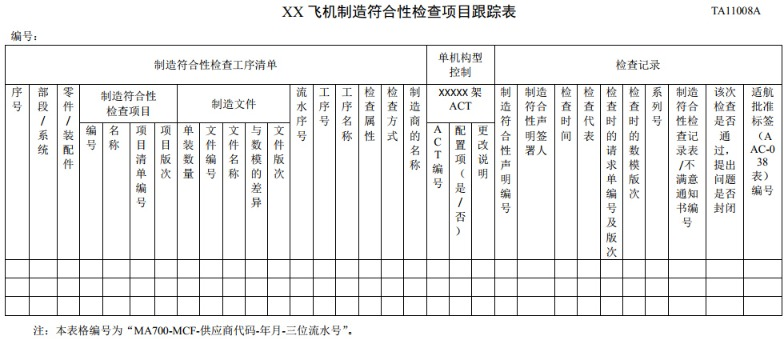 XX 飞机制造符合性检查项目跟踪表
TA11008A
编号：
制造符合性检查工序清单
单机构型控制
检查记录
序号
部段/系统
零件/装配件
制造符合性检查项目
制造文件
流水序号
工序号
工序名称
检查属性
检查方式
制造商的名称
XXXXX 架 ACT
制造符合性声明编号
制造符合声明签署人
检查时间
检查代表
检查时的请求单编号及版次
检查时的数模版次
系列号
制造符合性检查记录表/不满意通知书编号
该次检查是否通过，提出问题是否封闭
适航批准标签（AAC-038表）编号
编号
名称
项目清单编号
项目版次
单装数量
文件编号
文件名称
与数模的差异
文件版次
ACT编号
配置项（是/否）
更改说明
注：本表格编号为“MA700-MCF-供应商代码-年月-三位流水号”。